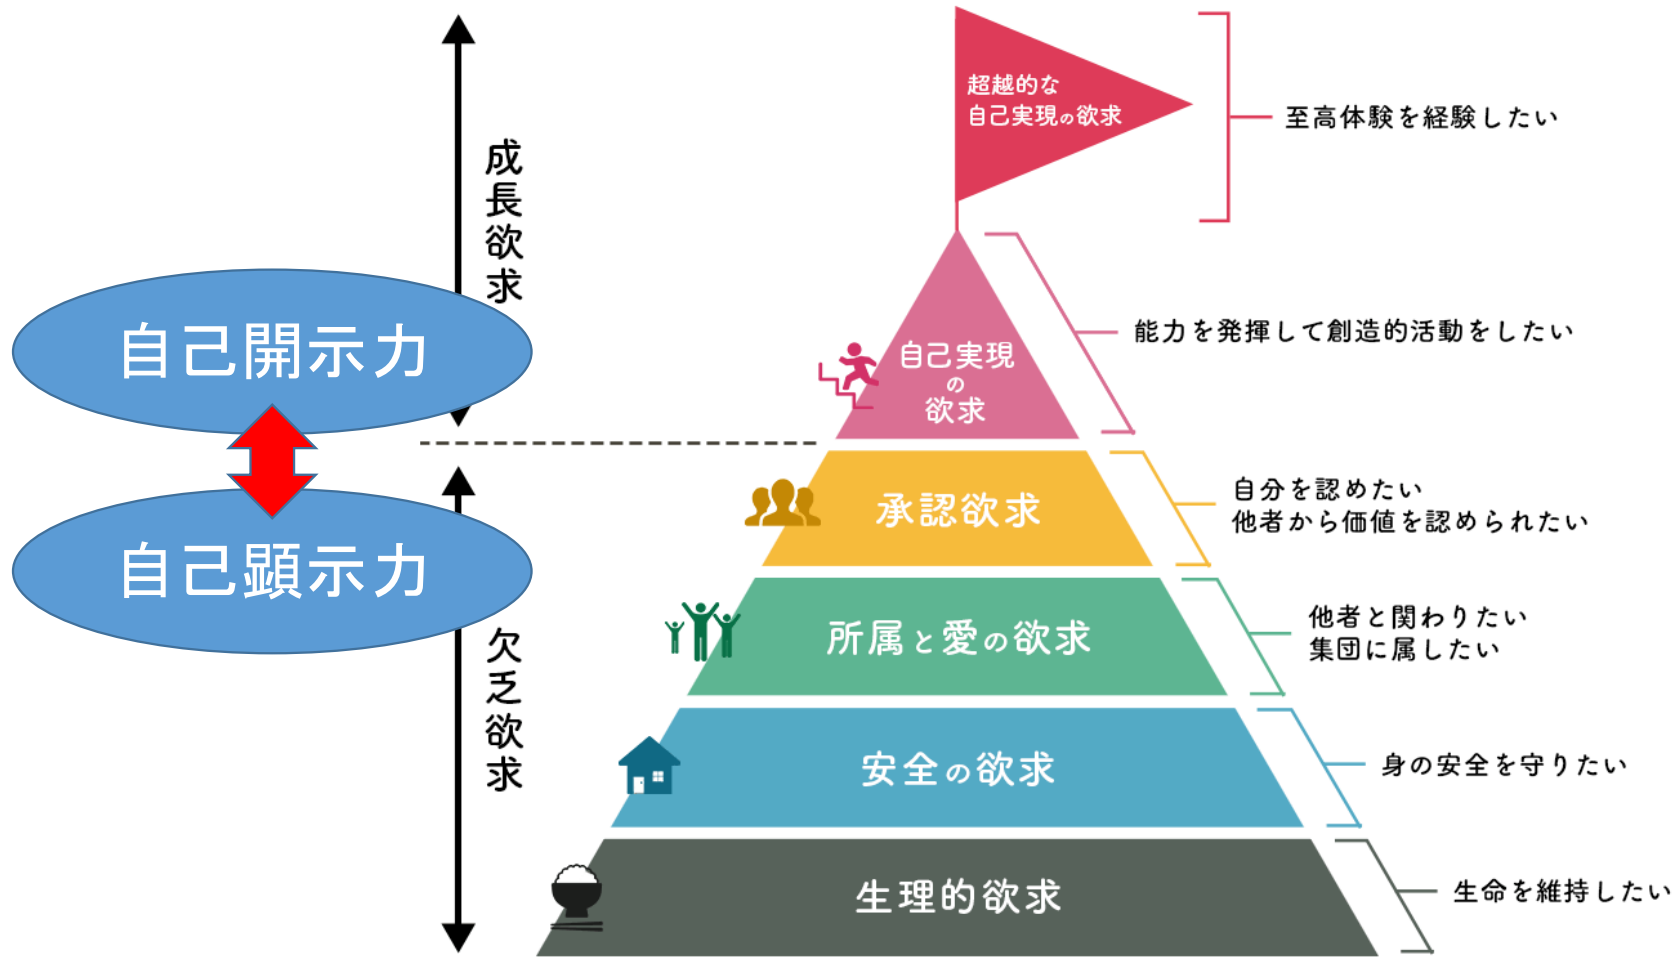 超越的な
自己実現の欲求
至高体験を経験したい
成長欲求
自己開示力
能力を発揮して創造的活動をしたい
自己実現
の
欲求
自分を認めたい
他者から価値を認められたい
承認欲求
自己顕示力
欠乏欲求
他者と関わりたい
集団に属したい
所属と愛の欲求
安全の欲求
身の安全を守りたい
生理的欲求
生命を維持したい